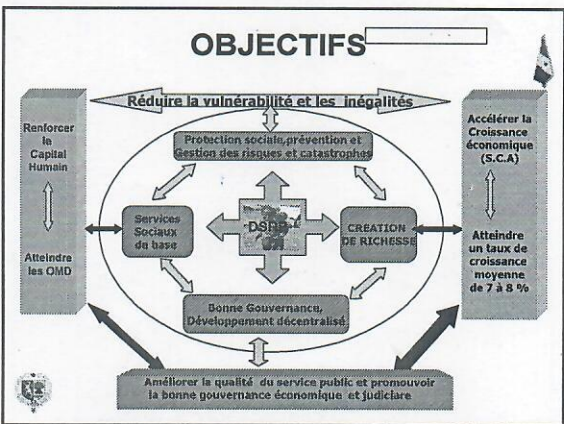 OBJECTIFS
Réduire la vulnérabilité et les inégalités
Renforcer
le
Capital
Humain
Atteindre
les OMD
Protection sociale,prévention et
Gestion des risques et catastrophes
Services
Sociaux
de base
CREATION
DE RICHESSE
Bonne Gouvernance,
Développement décentralisé
Accélérer la
Croissance
économique
(S.C.A)
Atteindre
un taux de
croissance
moyenne
de 7 à 8 %
Améliorer la qualité du service public et promouvoir
la bonne gouvernance économique et judiciare